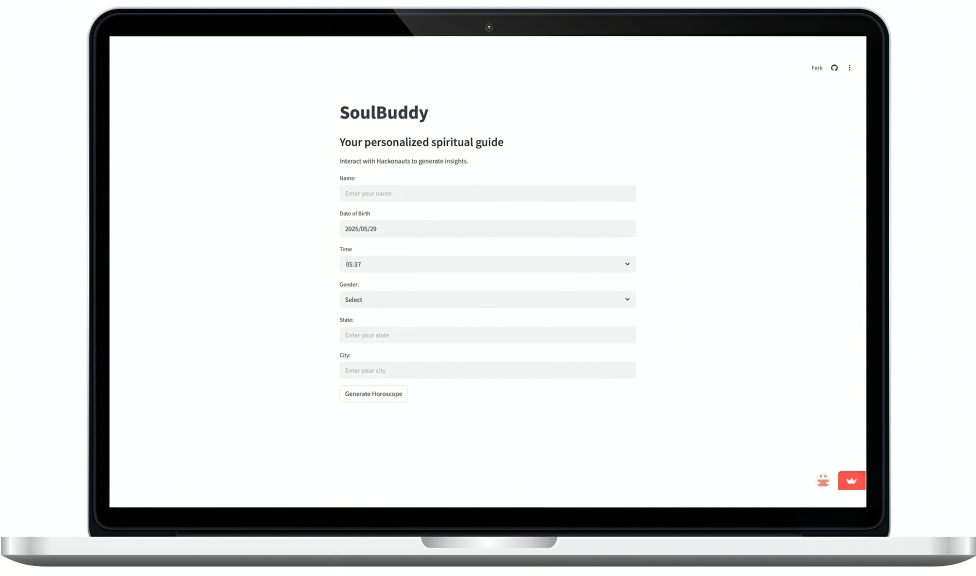 Fork
SoulBuddy
Your personalized spiritual guide
Interact with Hackonauts to generate insights.
Name:
Enter your name
Date of Birth
2025/05/29
Time
05:37
Gender:
Select
State:
Enter your state
City:
Enter your city
Generate Horoscope